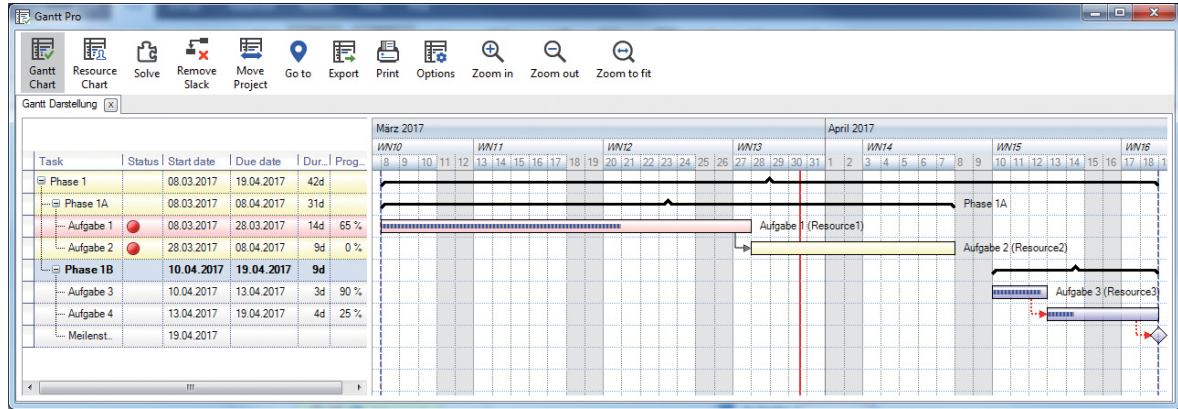 Gantt Pro
Gantt Chart
Resource Chart
Solve
Remove Slack
Move Project
Go to
Export
Print
Options
Zoom in
Zoom out
Zoom to fit
Gantt Darstellung
März 2017 April 2017
WN10 WN11 WN12 WN13 WN14 WN15 WN16
Task Status Start date Due date Dur... Prog...
8 9 10 11 12 13 14 15 16 17 18 19 20 21 22 23 24 25 26 27 28 29 30 31 1 2 3 4 5 6 7 8 9 10 11 12 13 14 15 16 17 18
Phase 1 08.03.2017 19.04.2017 42d
Phase 1A 08.03.2017 08.04.2017 31d Phase 1A
Aufgabe 1 08.03.2017 28.03.2017 14d 65 % Aufgabe 1 (Resource1)
Aufgabe 2 28.03.2017 08.04.2017 9d 0 % Aufgabe 2 (Resource2)
Phase 1B 10.04.2017 19.04.2017 9d
Aufgabe 3 10.04.2017 13.04.2017 3d 90 % Aufgabe 3 (Resource3)
Aufgabe 4 13.04.2017 19.04.2017 4d 25 %
Meilenst... 19.04.2017